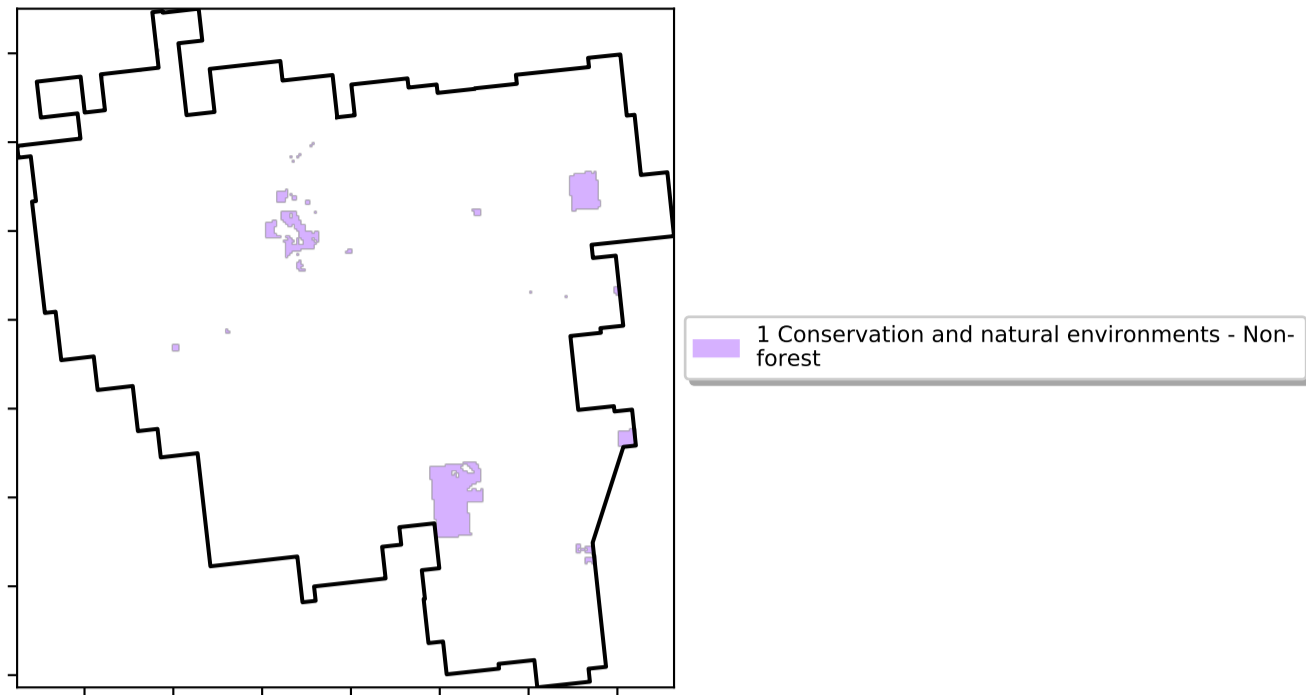 1 Conservation and natural environments - Non-
forest